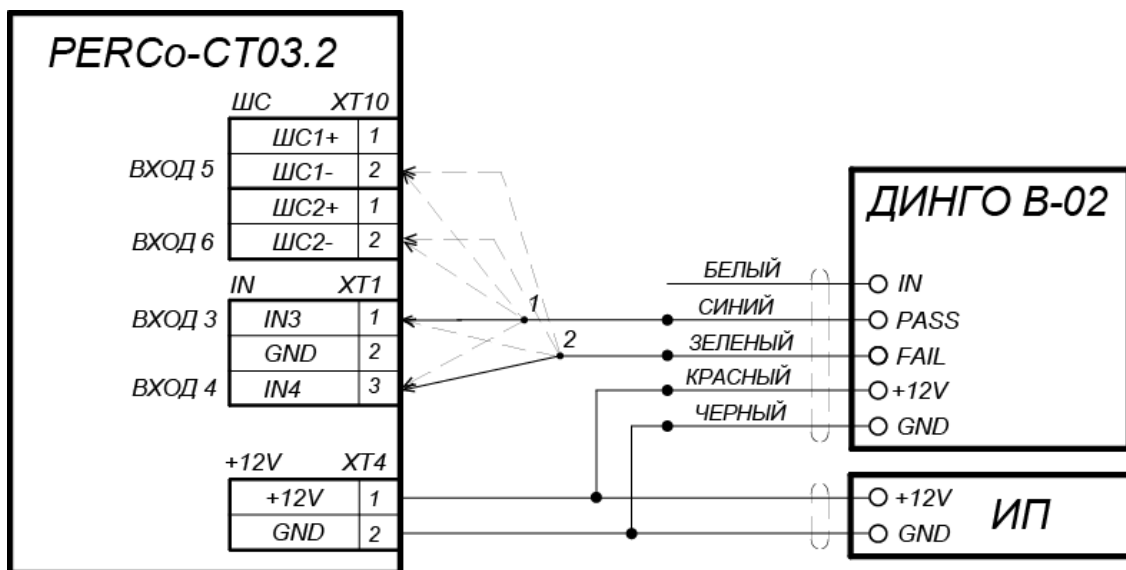 PERCo-CT03.2
ШС XT10
ШС1+ 1
ВХОД 5 ШС1- 2
ШС2+ 1
ВХОД 6 ШС2- 2
IN XT1
ВХОД 3 IN3 1
GND 2
ВХОД 4 IN4 3
+12V XT4
+12V 1
GND 2
1
2
БЕЛЫЙ
СИНИЙ
ЗЕЛЕНЫЙ
КРАСНЫЙ
ЧЕРНЫЙ
ДИНГО В-02
IN
PASS
FAIL
+12V
GND
+12V
GND
ИП